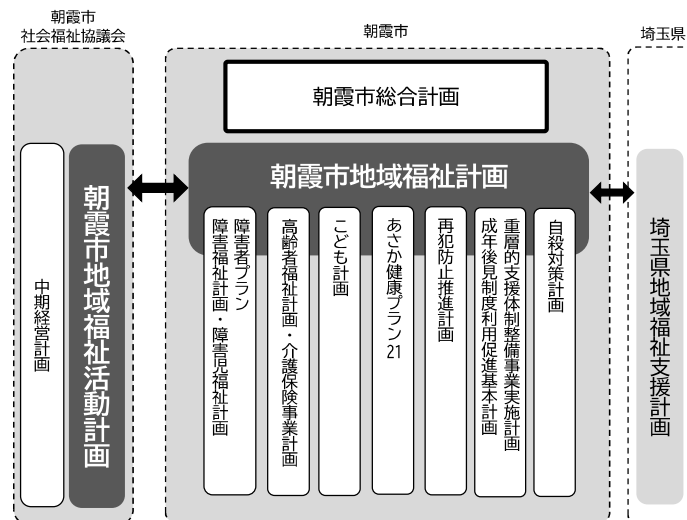 朝霞市
社会福祉協議会
中期経営計画
朝霞市地域福祉活動計画
朝霞市
朝霞市総合計画
朝霞市地域福祉計画
障害者プラン
障害福祉計画・障害児福祉計画
高齢者福祉計画・介護保険事業計画
こども計画
あさか健康プラン21
再犯防止推進計画
重層的支援体制整備事業実施計画
成年後見制度利用促進基本計画
自殺対策計画
埼玉県
埼玉県地域福祉支援計画